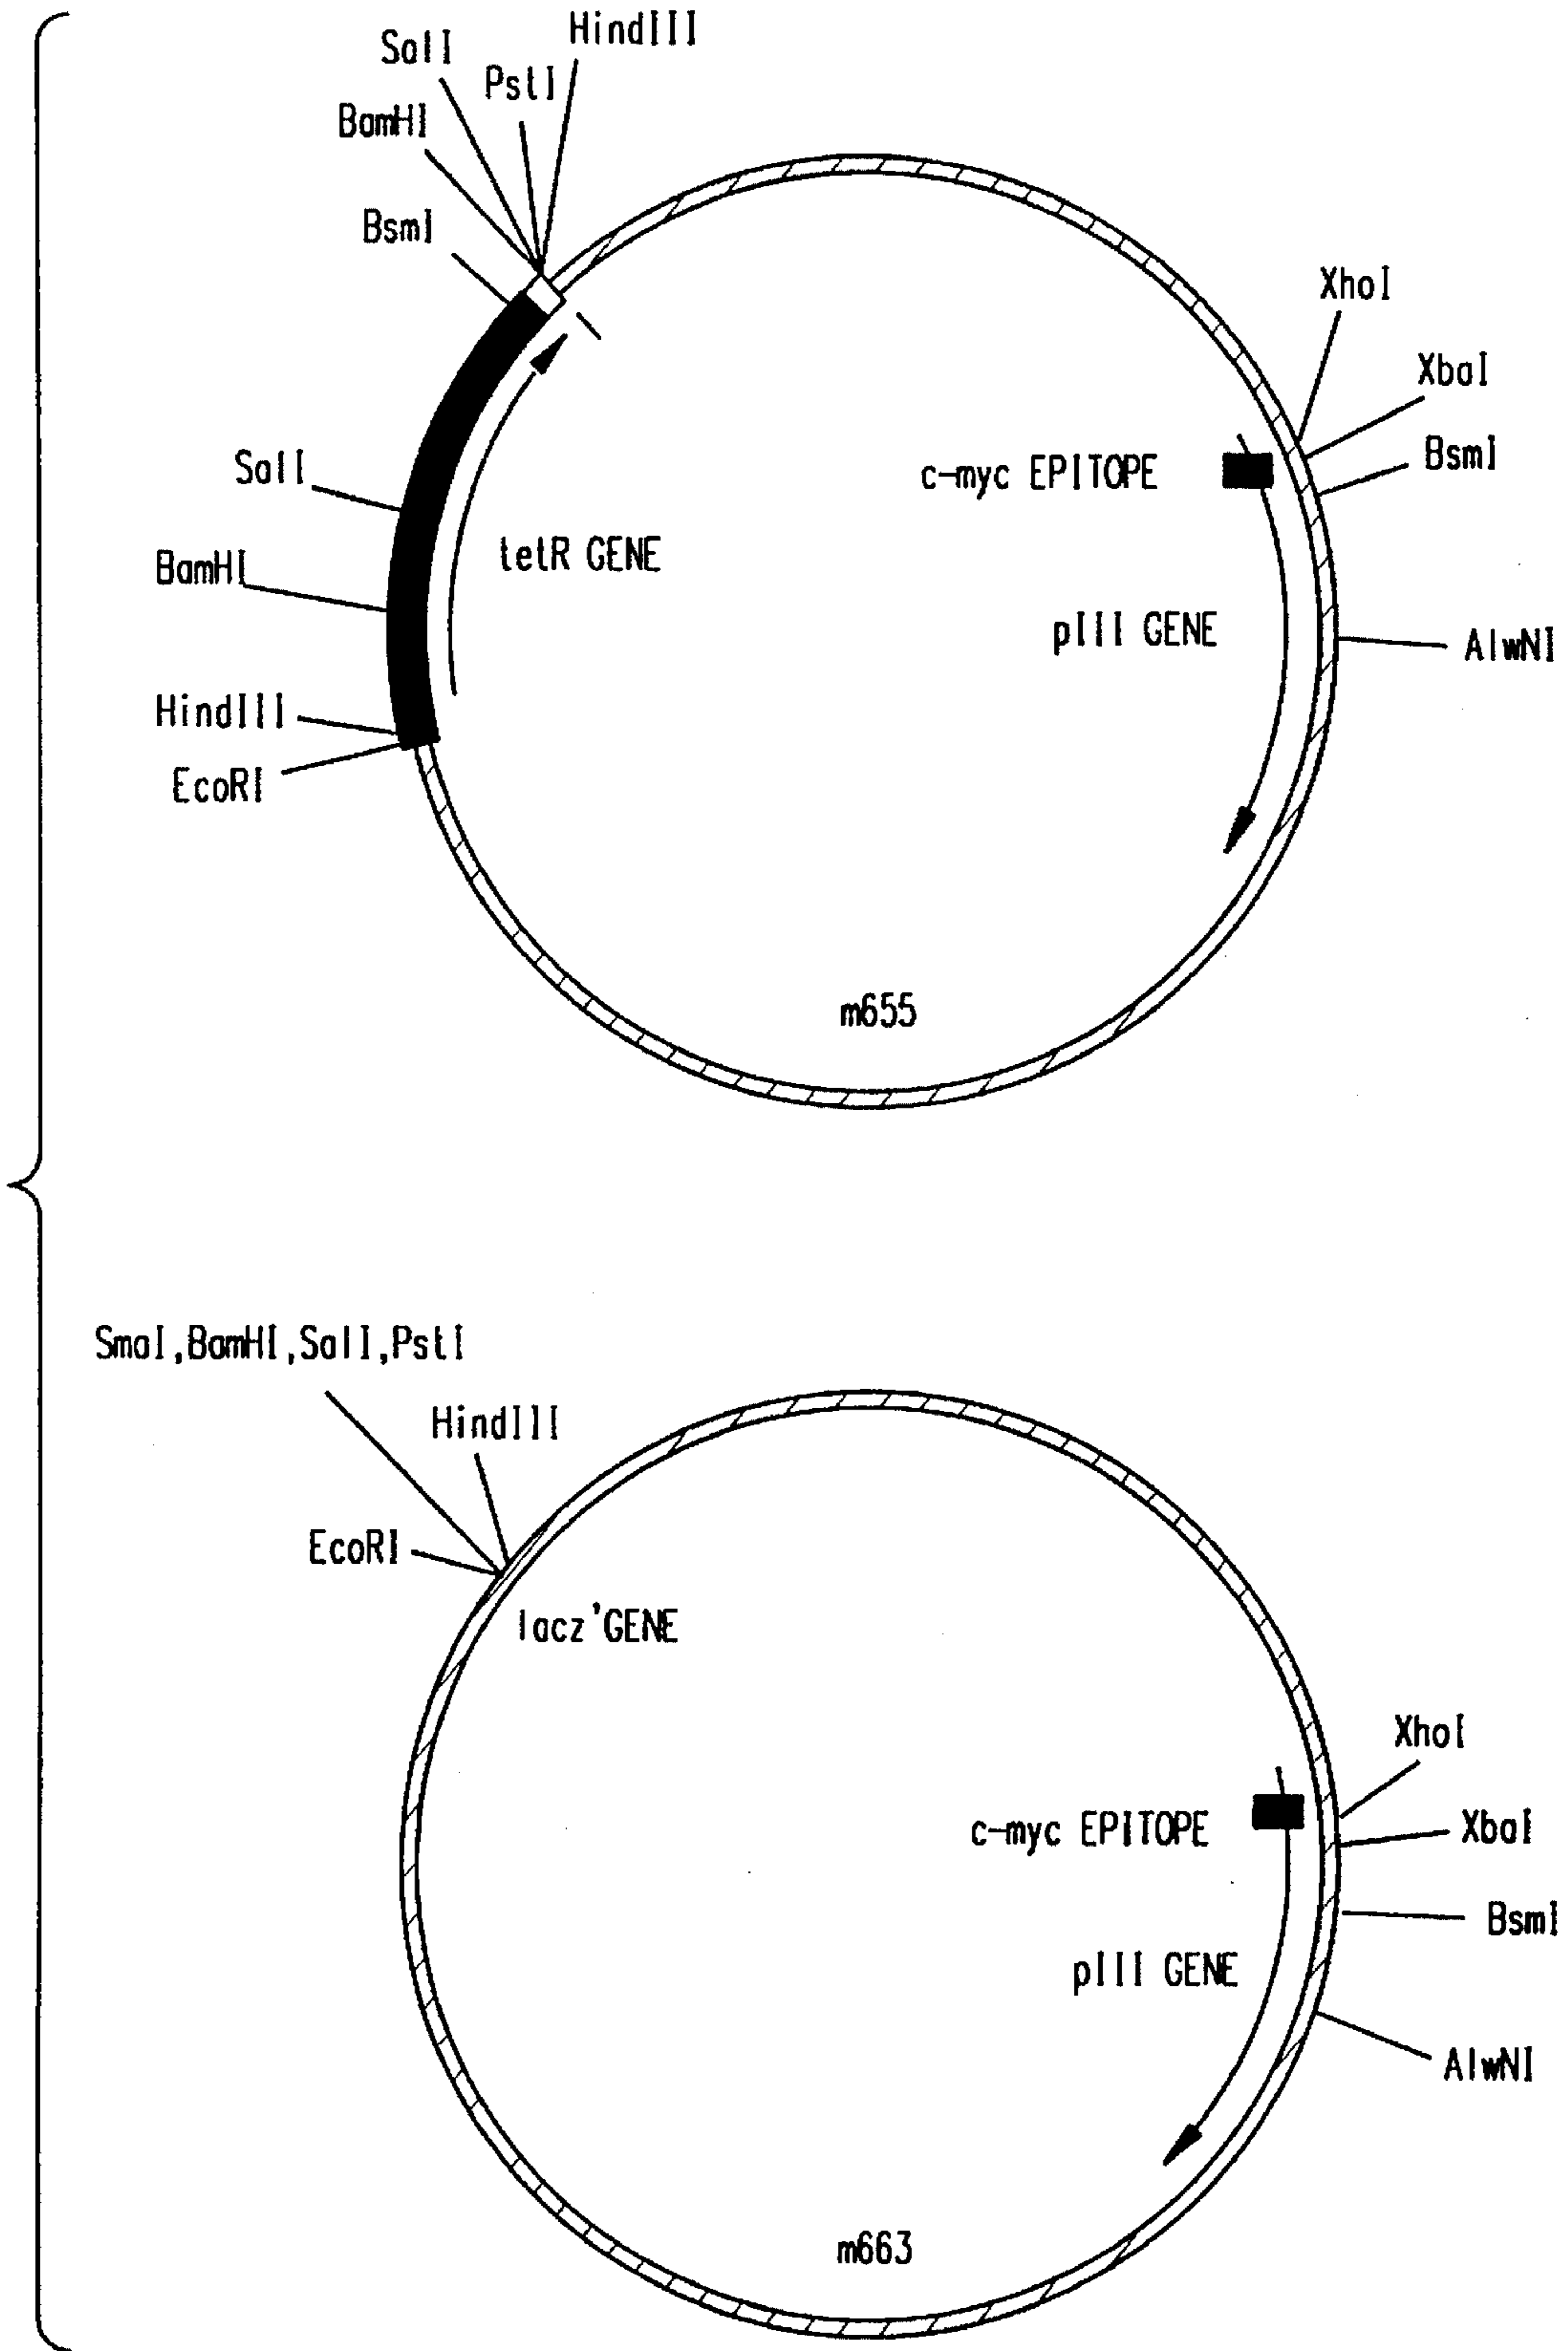 HindIII
SalI
PstI
BamHI
BsmI
XhoI
XbaI
BsmI
SalI
c-myc EPITOPE
tetR GENE
BamHI
pIII GENE
AlwNI
HindIII
EcoRI
m655
SmaI,BamHI,SalI,PstI
HindIII
EcoRI
lacz'GENE
XhoI
c-myc EPITOPE
XbaI
BsmI
pIII GENE
AlwNI
m663